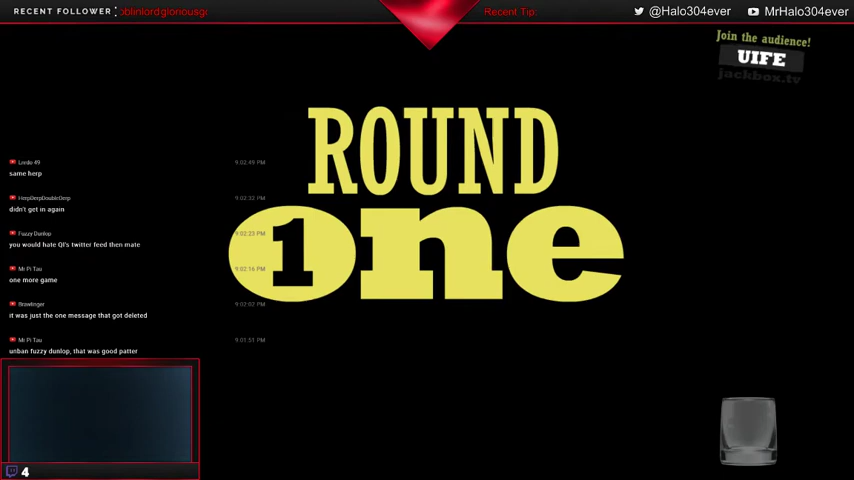 RECENT FOLLOWER :
Recent Tip:
@Halo304ever
MrHalo304ever
Join the audience!
UIFE
jackbox.tv
ROUND
One
1
9:02:49 PM
same herp
HerpDerpDoubleDerp
9:02:32 PM
didn't get in again
Fuzzy Dunlop
9:02:23 PM
you would hate QI's twitter feed then mate
Mr Pi Tau
9:02:16 PM
one more game
Brawlinger
9:02:02 PM
it was just the one message that got deleted
Mr Pi Tau
9:01:51 PM
unban fuzzy dunlop, that was good patter
4